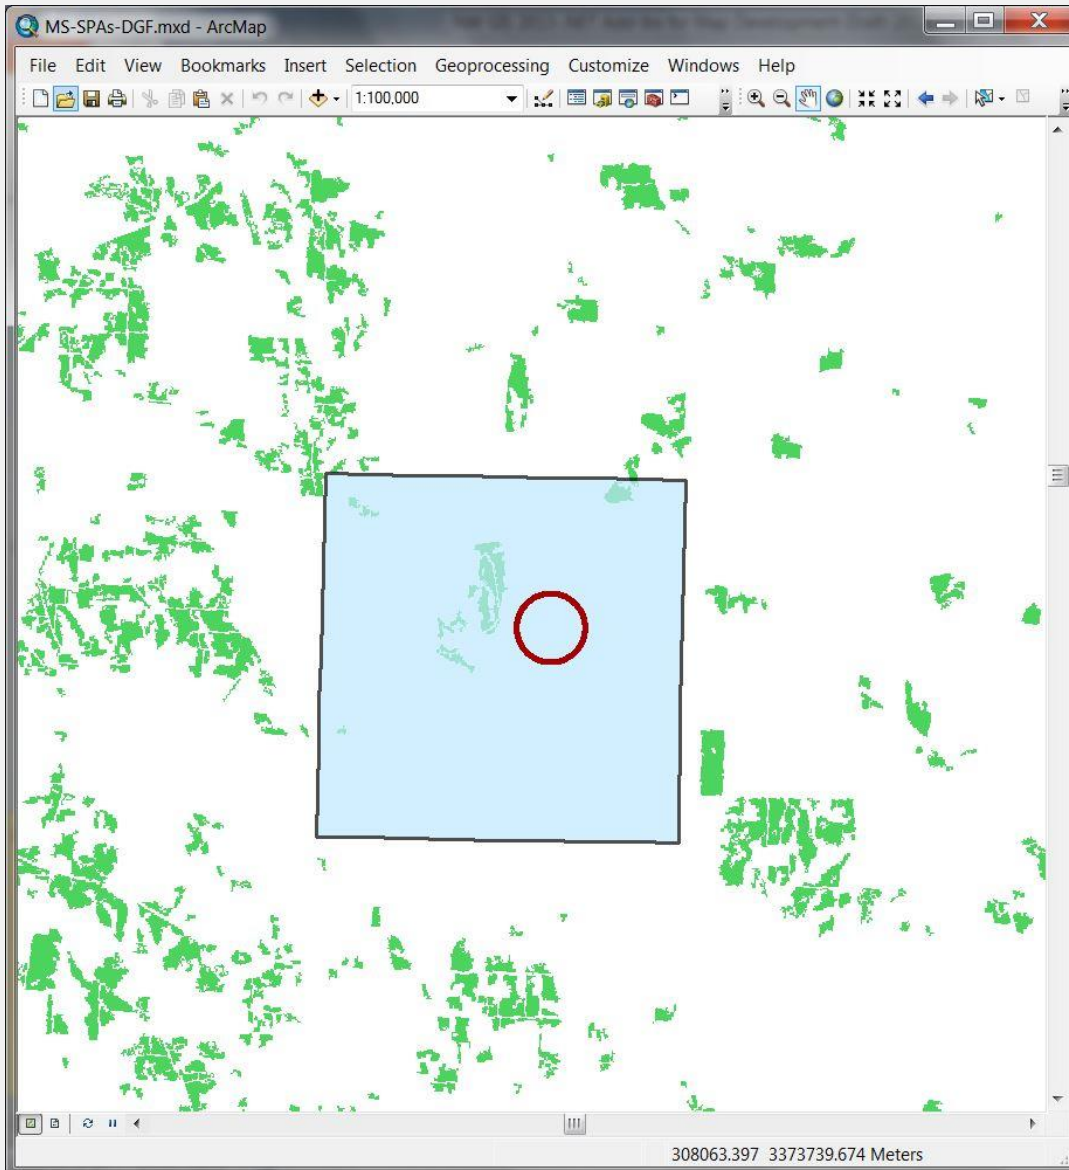 MS-SPAs-DGF.mxd - ArcMap
File Edit View Bookmarks Insert Selection Geoprocessing Customize Windows Help
1:100,000
308063.397 3373739.674 Meters